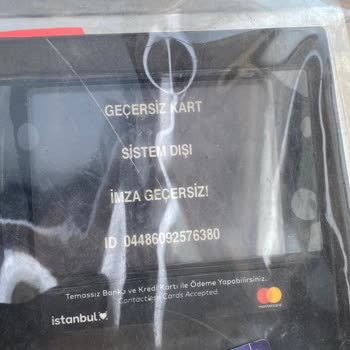 GEÇERSİZ KART
SİSTEM DIŞI
İMZA GEÇERSİZ!
ID 04486092576380
Temassız Banka ve Kredi Kartı ile Ödeme Yapabilirsiniz.
Contactless Cards Accepted.
istanbul
mastercard